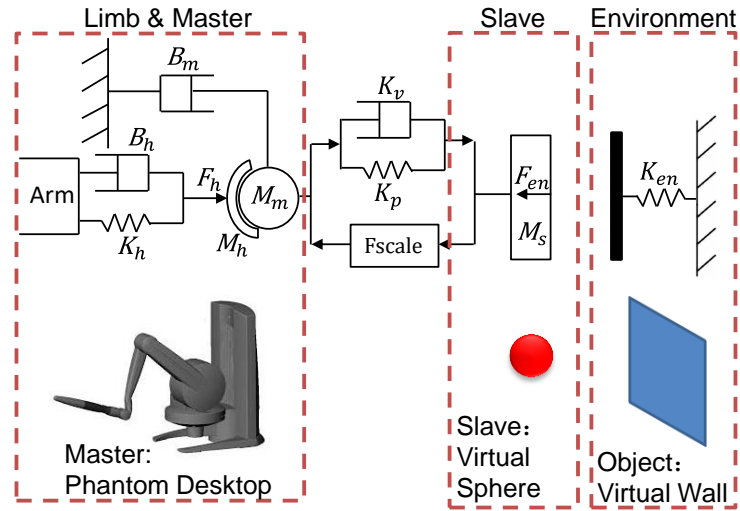 Limb & Master
Slave
Environment
B_m
K_v
B_h
Arm
F_h
M_m
K_p
F_en
K_en
K_h
M_h
Fscale
M_s
Master:
Phantom Desktop
Slave：
Virtual
Sphere
Object：
Virtual Wall